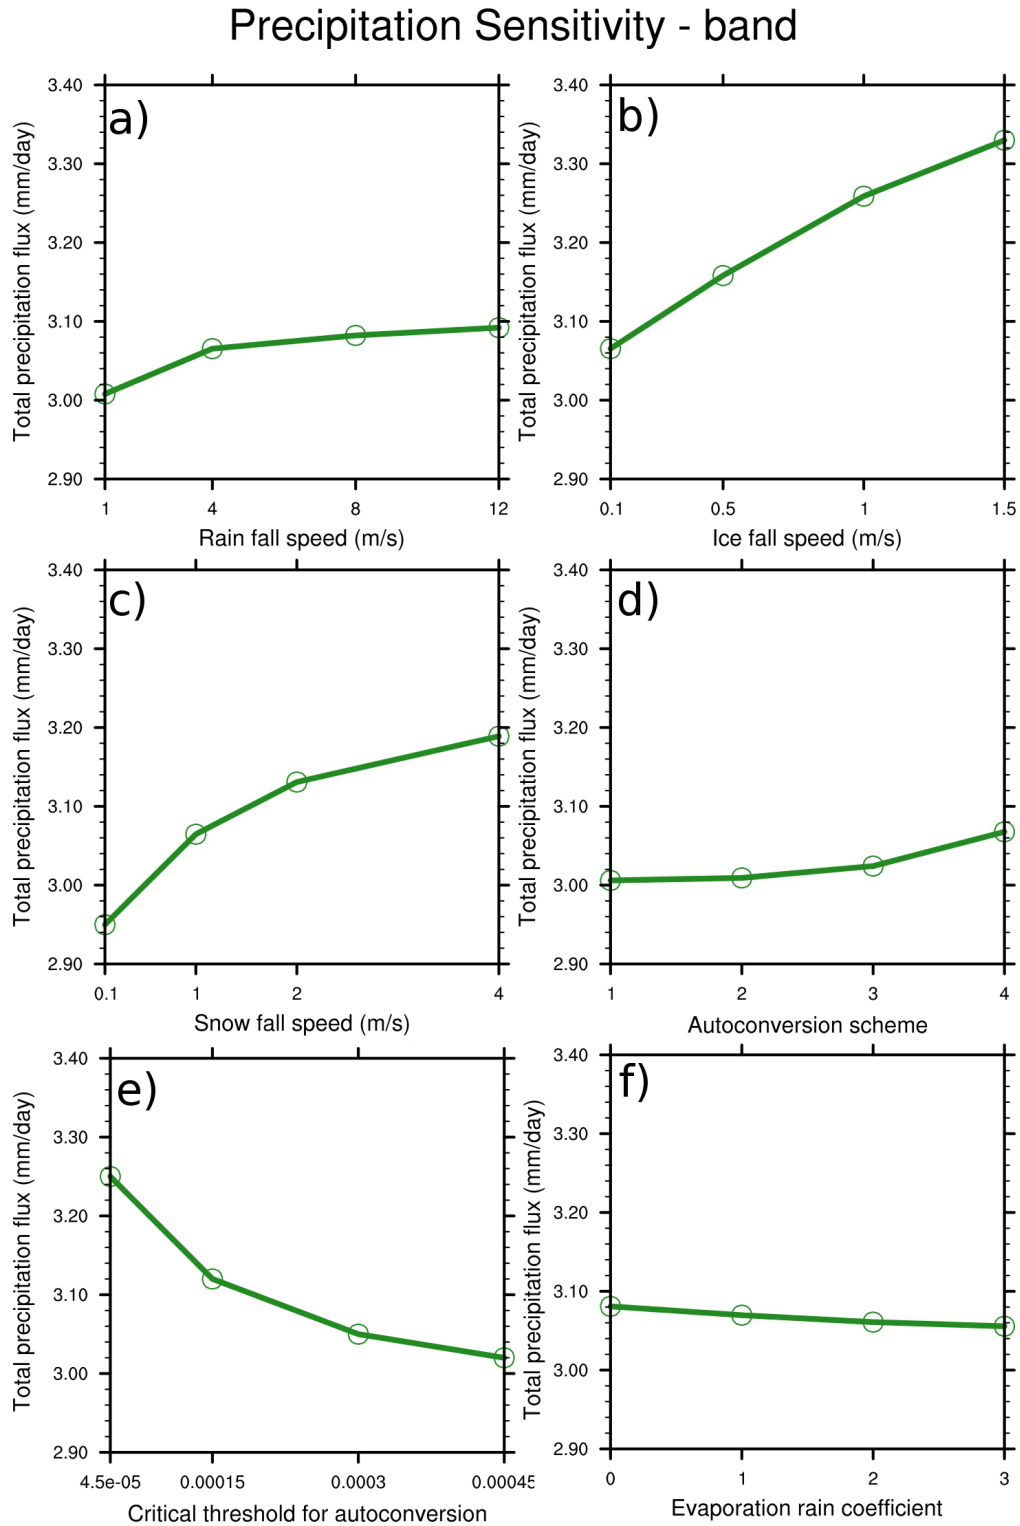 Precipitation Sensitivity - band
a)
Total precipitation flux (mm/day)
3.40
3.30
3.20
3.10
3.00
2.90
1 4 8 12
Rain fall speed (m/s)
b)
Total precipitation flux (mm/day)
3.40
3.30
3.20
3.10
3.00
2.90
0.1 0.5 1 1.5
Ice fall speed (m/s)
c)
Total precipitation flux (mm/day)
3.40
3.30
3.20
3.10
3.00
2.90
0.1 1 2 4
Snow fall speed (m/s)
d)
Total precipitation flux (mm/day)
3.40
3.30
3.20
3.10
3.00
2.90
1 2 3 4
Autoconversion scheme
e)
Total precipitation flux (mm/day)
3.40
3.30
3.20
3.10
3.00
2.90
4.5e-05 0.00015 0.0003 0.00045
Critical threshold for autoconversion
f)
Total precipitation flux (mm/day)
3.40
3.30
3.20
3.10
3.00
2.90
0 1 2 3
Evaporation rain coefficient